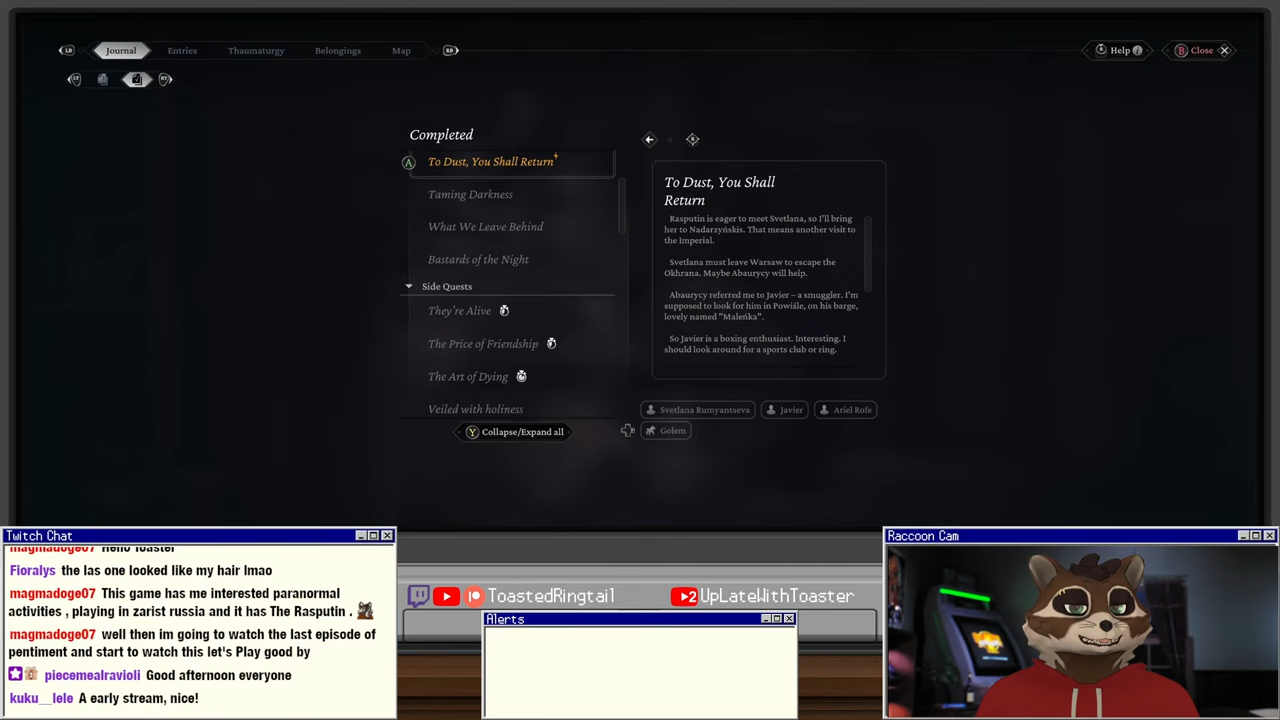 LB Journal Entries Thaumaturgy Belongings Map RB
Help
B Close
LT RT
Completed
A To Dust, You Shall Return
Taming Darkness
What We Leave Behind
Bastards of the Night
Side Quests
They're Alive
The Price of Friendship
The Art of Dying
Veiled with holiness
Y Collapse/Expand all
To Dust, You Shall
Return
Rasputin is eager to meet Svetlana, so I'll bring
her to Nadarzyńskis. That means another visit to
the Imperial.
Svetlana must leave Warsaw to escape the
Okhrana. Maybe Abaurycy will help.
Abaurycy referred me to Javier – a smuggler. I'm
supposed to look for him in Powiśle, on his barge,
lovely named "Maleńka".
So Javier is a boxing enthusiast. Interesting. I
should look around for a sports club or ring.
Svetlana Rumyantseva Javier Ariel Rofe
Golem
Twitch Chat
magmadoge07 Hello Toaster
Fioralys the las one looked like my hair lmao
magmadoge07 This game has me interested paranormal
activities , playing in zarist russia and it has The Rasputin .
magmadoge07 well then im going to watch the last episode of
pentiment and start to watch this let's Play good by
piecemealravioli Good afternoon everyone
kuku__lele A early stream, nice!
ToastedRingtail
2 UpLateWithToaster
Alerts
Raccoon Cam